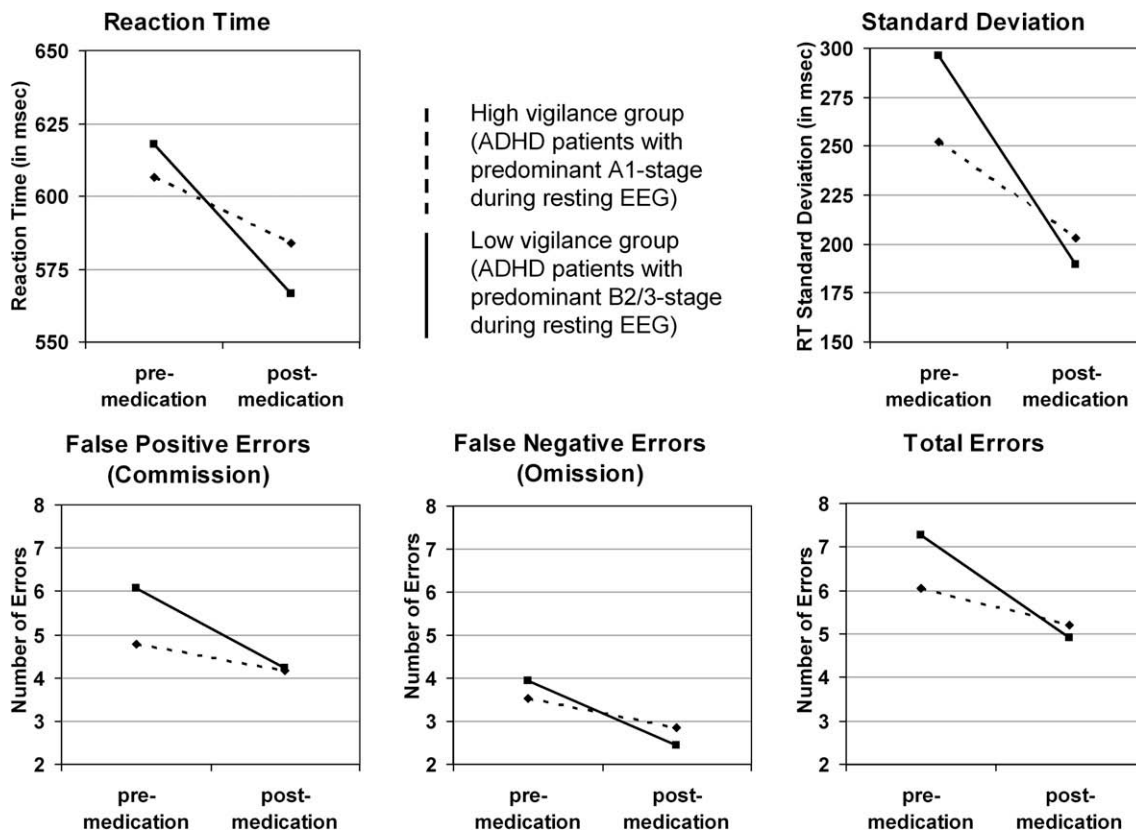 Reaction Time
Reaction Time (in msec)
650
625
600
575
550
pre-
medication
post-
medication
High vigilance group
(ADHD patients with
predominant A1-stage
during resting EEG)
Low vigilance group
(ADHD patients with
predominant B2/3-stage
during resting EEG)
Standard Deviation
RT Standard Deviation (in msec)
300
275
250
225
200
175
150
pre-
medication
post-
medication
False Positive Errors
(Commission)
Number of Errors
8
7
6
5
4
3
2
pre-
medication
post-
medication
False Negative Errors
(Omission)
Number of Errors
8
7
6
5
4
3
2
pre-
medication
post-
medication
Total Errors
Number of Errors
8
7
6
5
4
3
2
pre-
medication
post-
medication